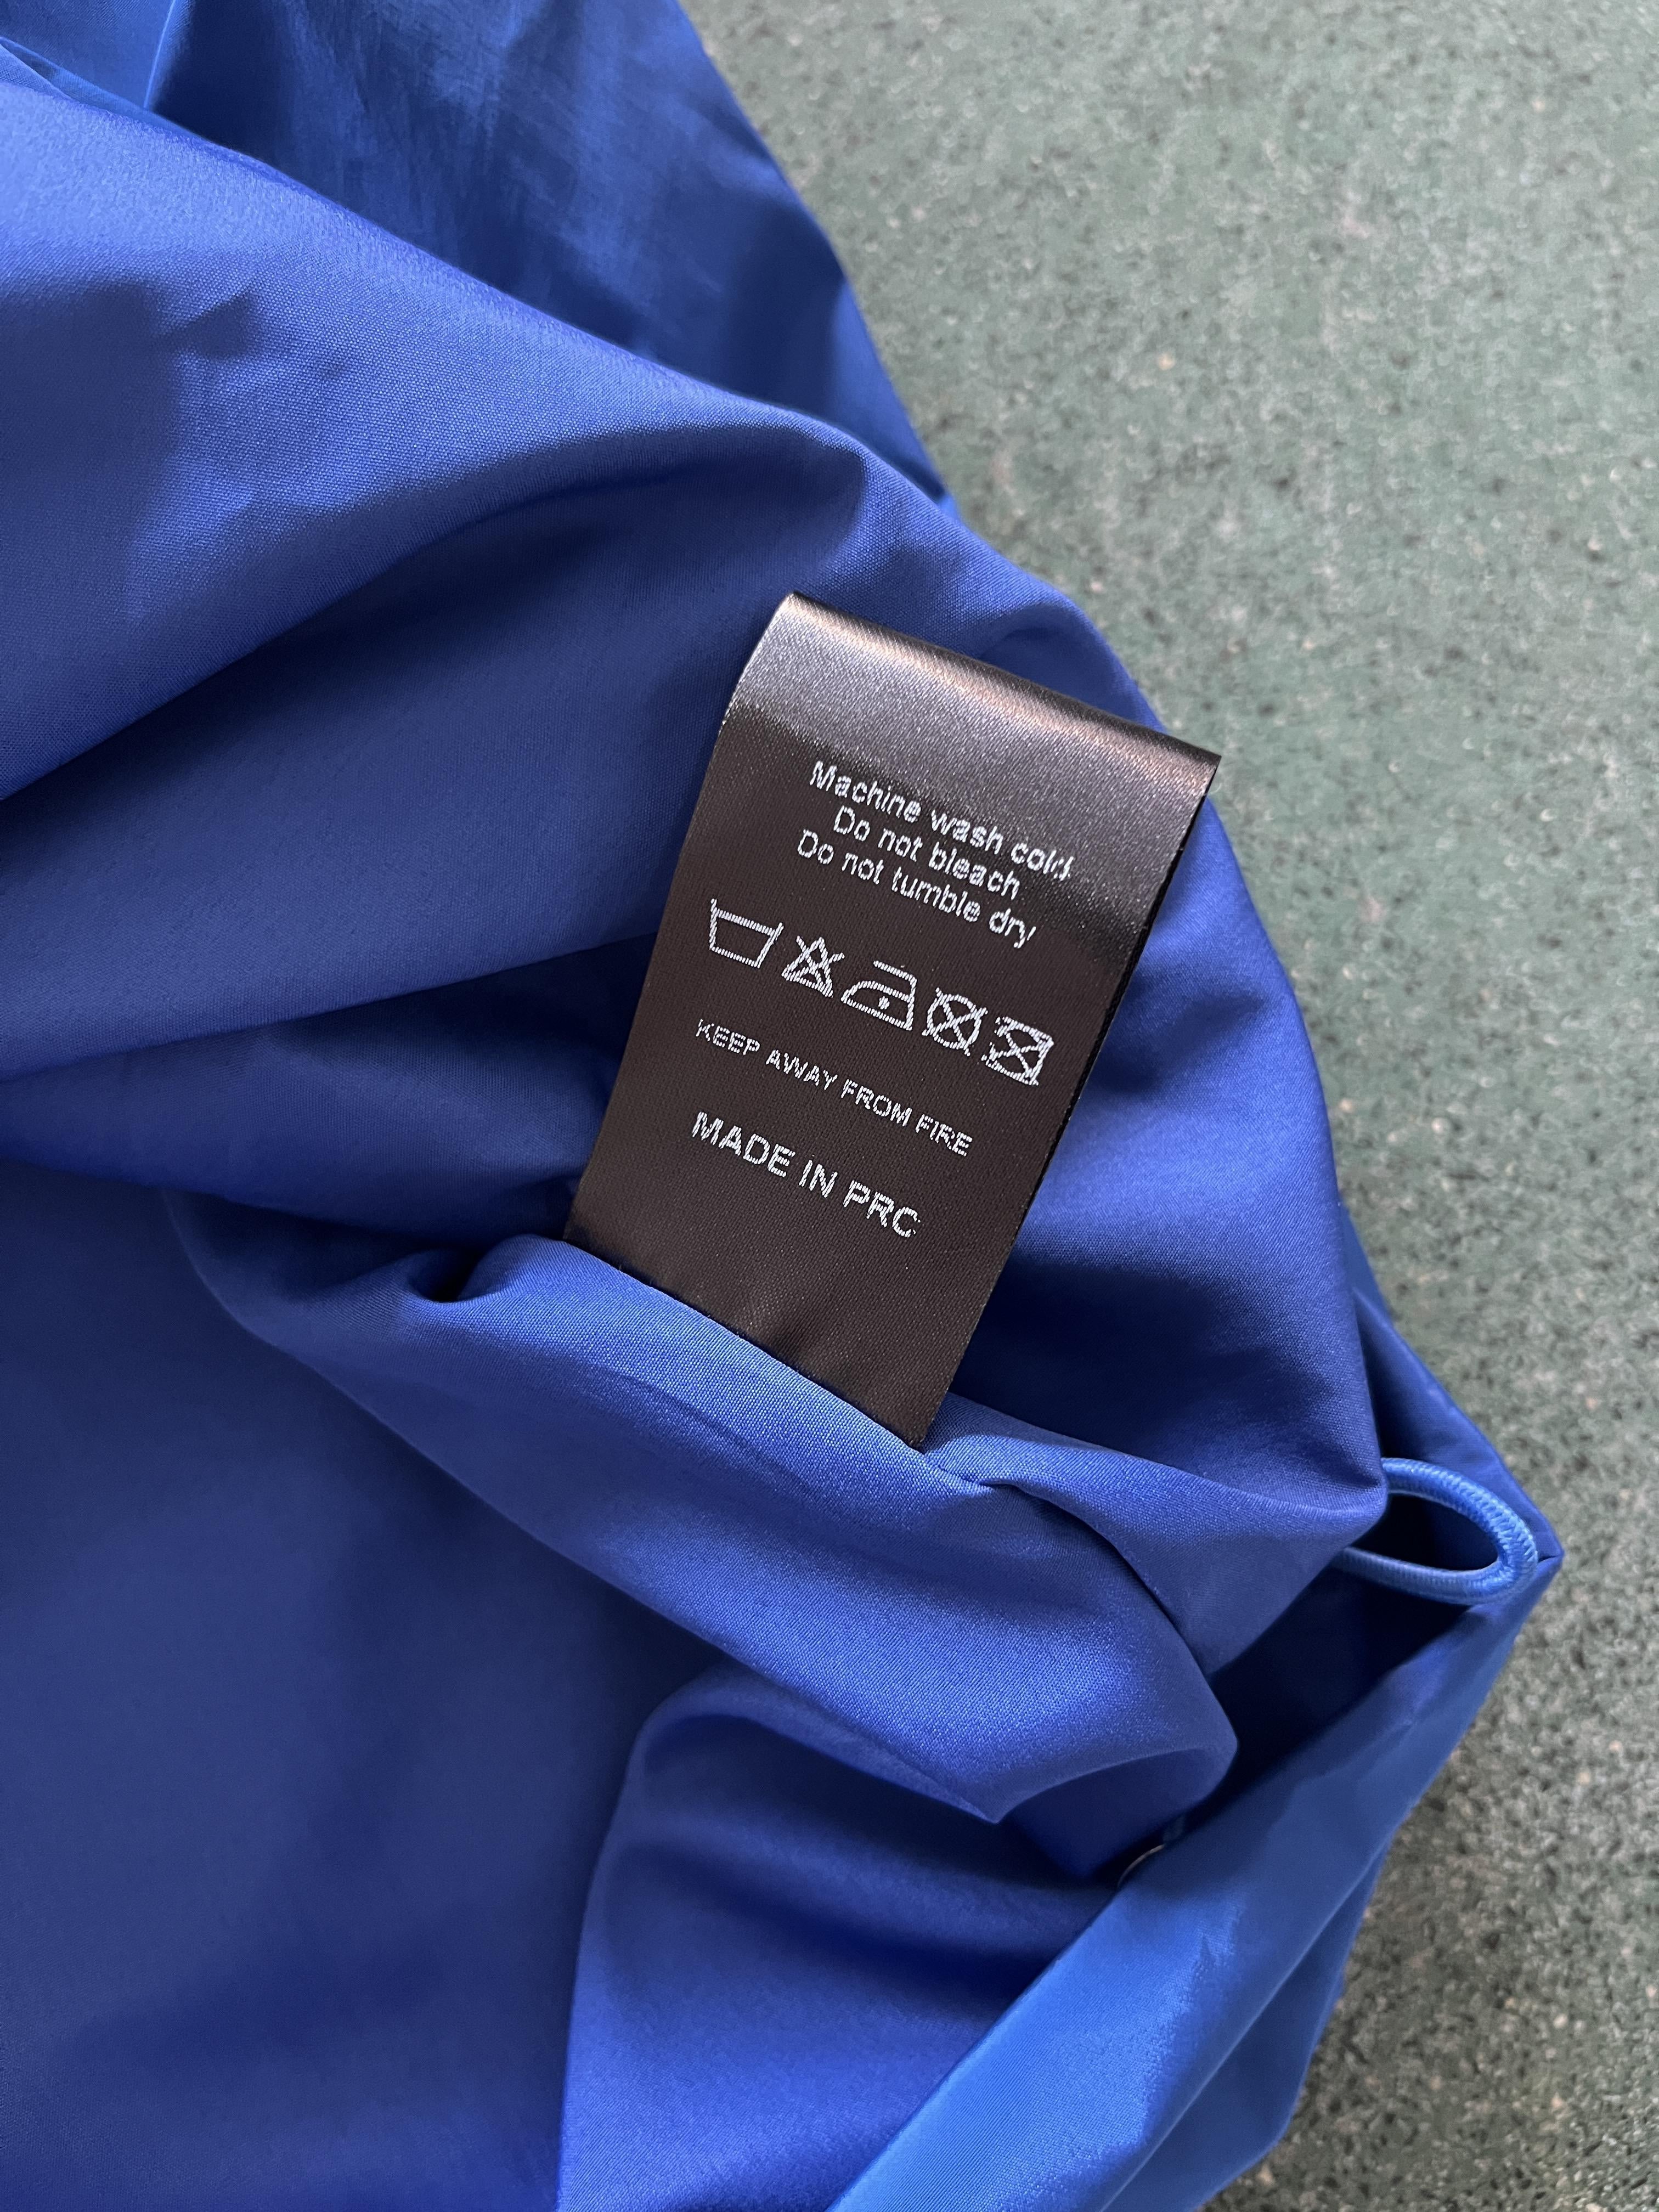 Machine wash cold
Do not bleach
Do not tumble dry
KEEP AWAY FROM FIRE
MADE IN PRC